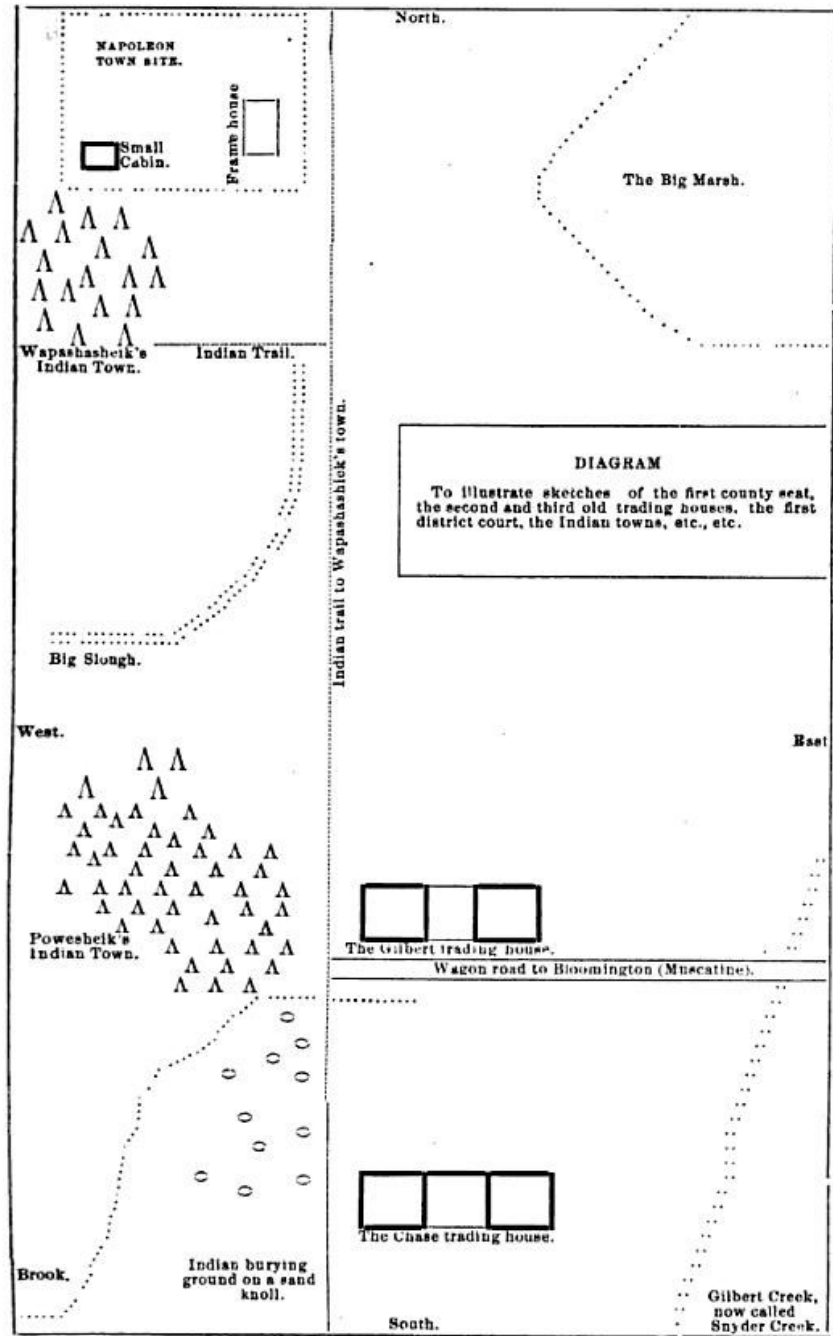 North.
NAPOLEON
TOWN SITE.
Frame house
Small
Cabin.
The Big Marsh.
Wapashasheik's
Indian Town.
Indian Trail.
Indian trail to Wapashashick's town.
DIAGRAM
To illustrate sketches of the first county seat,
the second and third old trading houses, the first
district court, the Indian towns, etc., etc.
Big Slough.
West.
East
Powesheik's
Indian Town.
The Gilbert trading house.
Wagon road to Bloomington (Muscatine).
The Chase trading house.
Brook.
Indian burying
ground on a sand
knoll.
South.
Gilbert Creek,
now called
Snyder Creek.